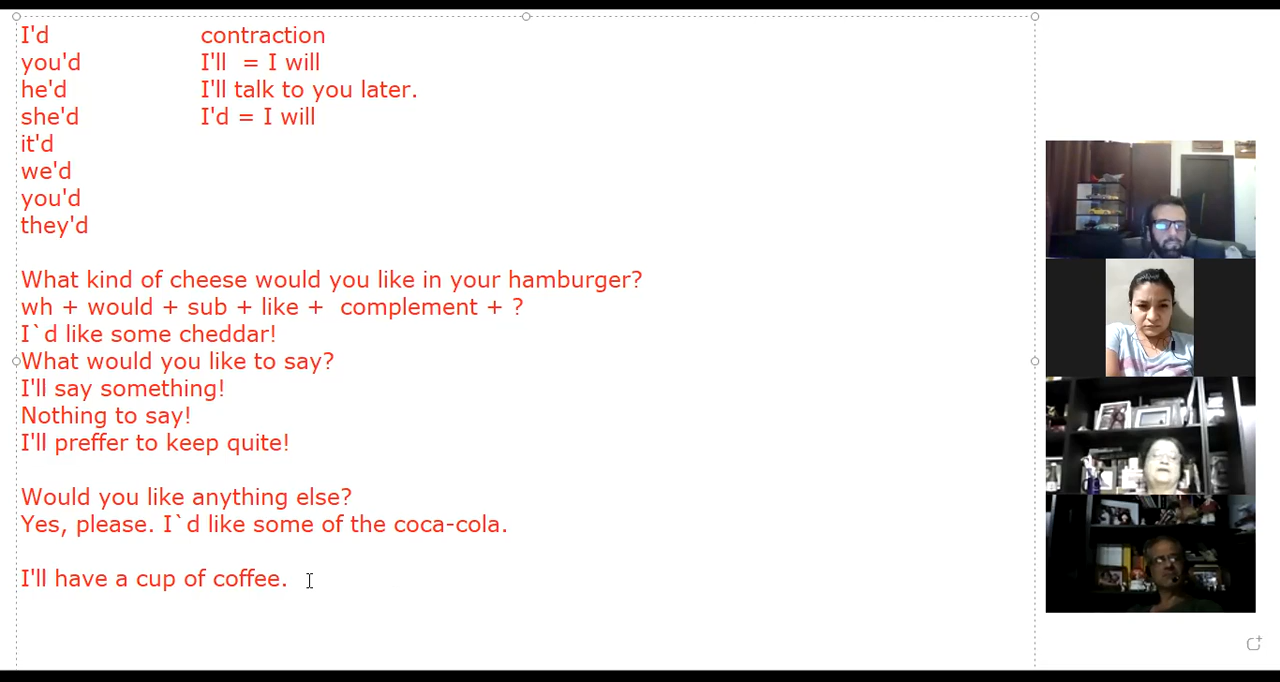 I'd contraction
you'd I'll = I will
he'd I'll talk to you later.
she'd I'd = I will
it'd
we'd
you'd
they'd
What kind of cheese would you like in your hamburger?
wh + would + sub + like + complement + ?
I`d like some cheddar!
What would you like to say?
I'll say something!
Nothing to say!
I'll preffer to keep quite!
Would you like anything else?
Yes, please. I`d like some of the coca-cola.
I'll have a cup of coffee.